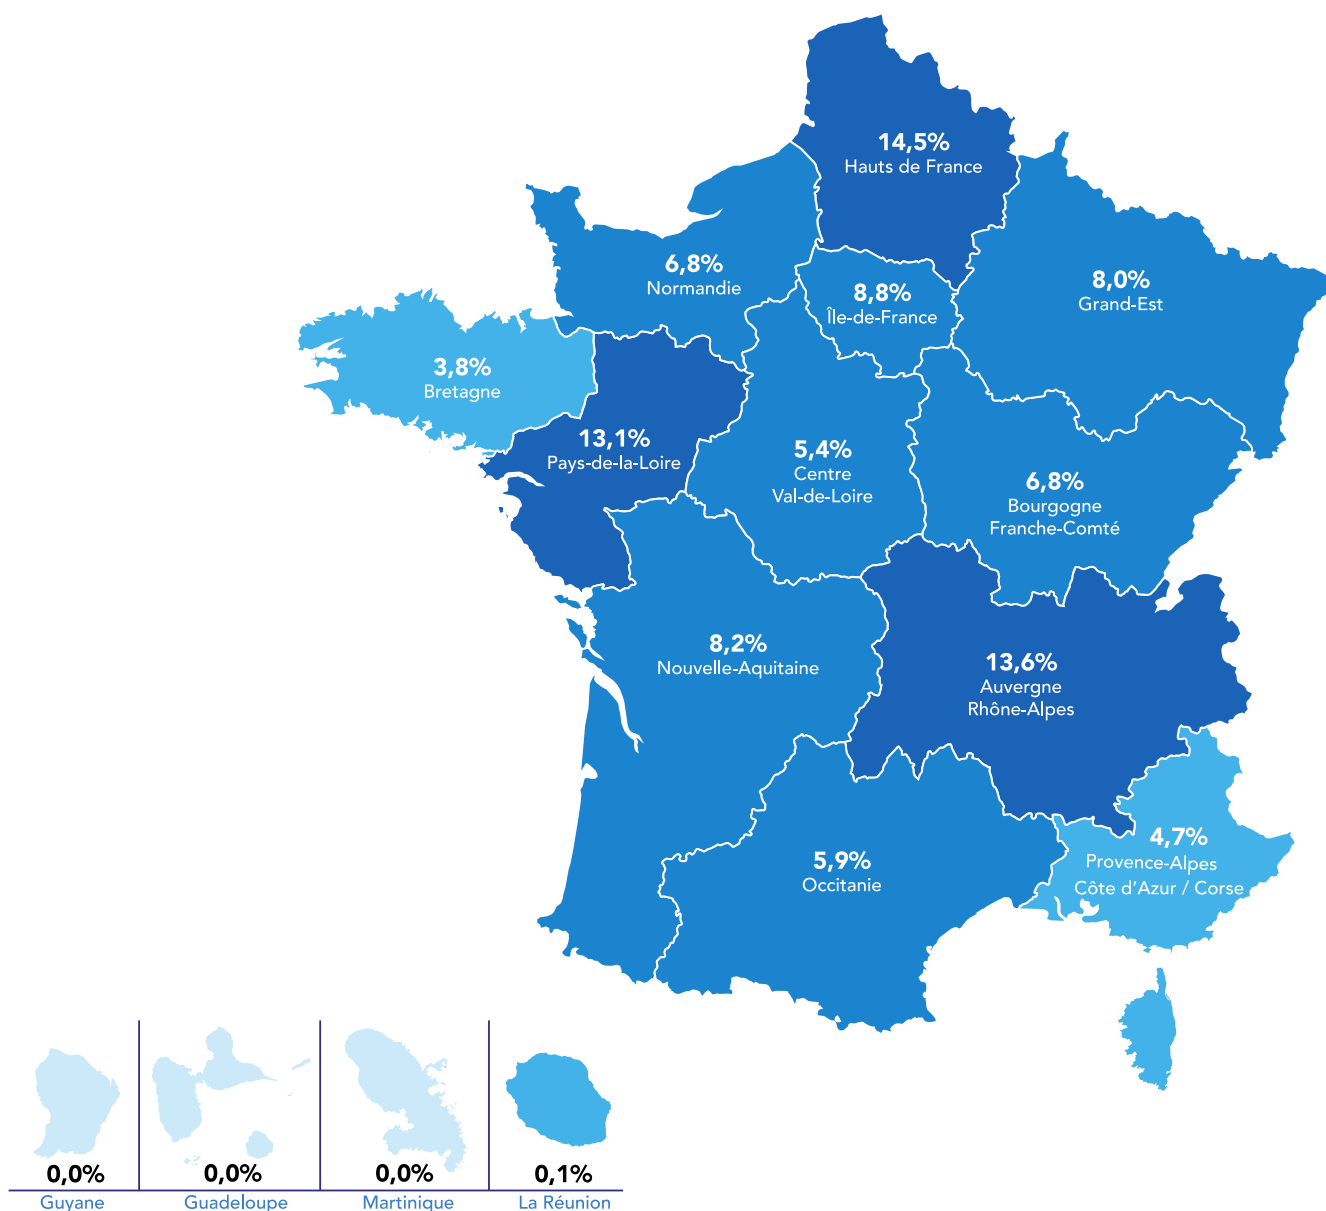 14,5%
Hauts de France
6,8%
Normandie
8,8%
Île-de-France
8,0%
Grand-Est
3,8%
Bretagne
13,1%
Pays-de-la-Loire
5,4%
Centre
Val-de-Loire
6,8%
Bourgogne
Franche-Comté
8,2%
Nouvelle-Aquitaine
13,6%
Auvergne
Rhône-Alpes
5,9%
Occitanie
4,7%
Provence-Alpes
Côte d'Azur / Corse
0,0%
Guyane
0,0%
Guadeloupe
0,0%
Martinique
0,1%
La Réunion